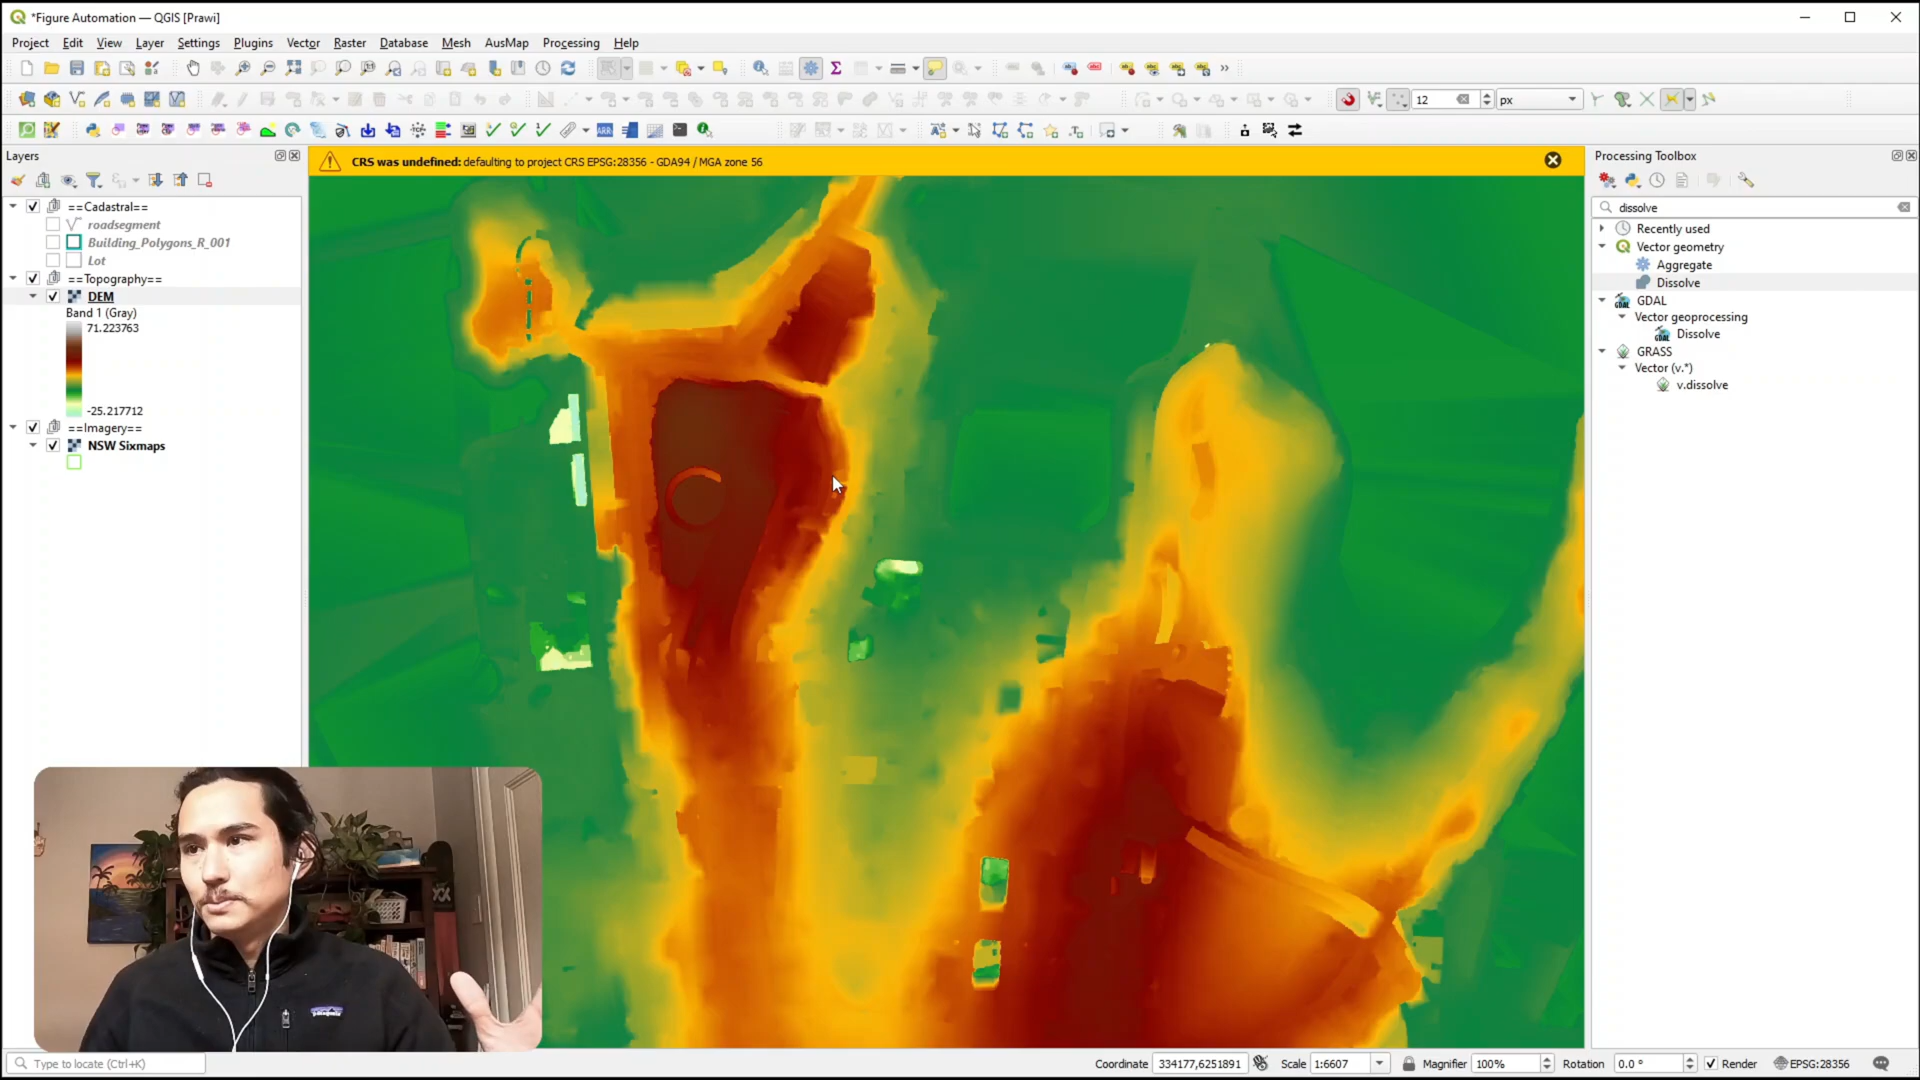 *Figure Automation — QGIS [Prawi]
Project Edit View Layer Settings Plugins Vector Raster Database Mesh AusMap Processing Help
12 px
Layers
CRS was undefined: defaulting to project CRS EPSG:28356 - GDA94 / MGA zone 56
Processing Toolbox
==Cadastral==
roadsegment
Building_Polygons_R_001
Lot
==Topography==
DEM
Band 1 (Gray)
71.223763
-25.217712
==Imagery==
NSW Sixmaps
dissolve
Recently used
Vector geometry
Aggregate
Dissolve
GDAL
Vector geoprocessing
Dissolve
GRASS
Vector (v.*)
v.dissolve
patagonia
Type to locate (Ctrl+K)
Coordinate 334177,6251891 Scale 1:6607 Magnifier 100% Rotation 0.0 ° Render EPSG:28356